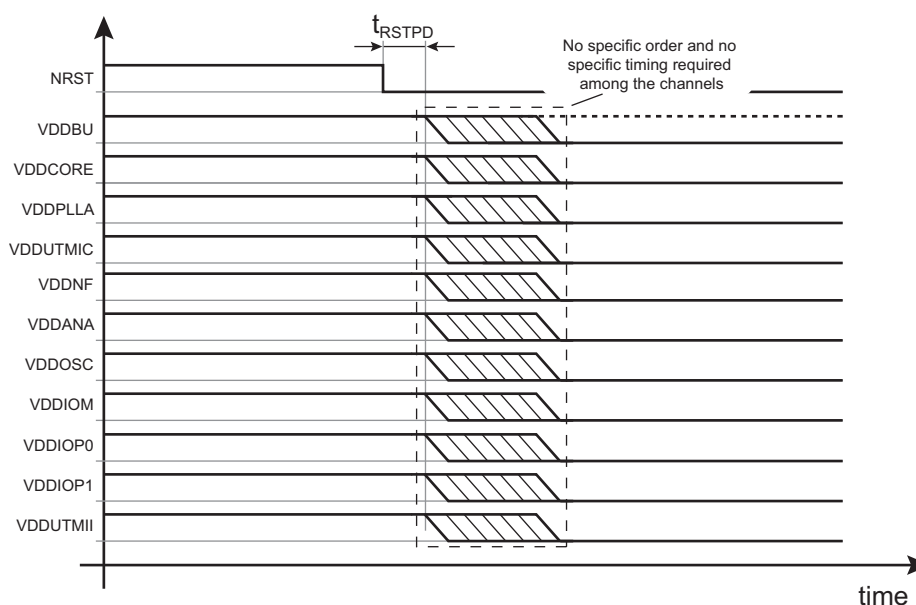 tRSTPD
No specific order and no
specific timing required
among the channels
NRST
VDDBU
VDDCORE
VDDPLLA
VDDUTMIC
VDDNF
VDDANA
VDDOSC
VDDIOM
VDDIOP0
VDDIOP1
VDDUTMII
time